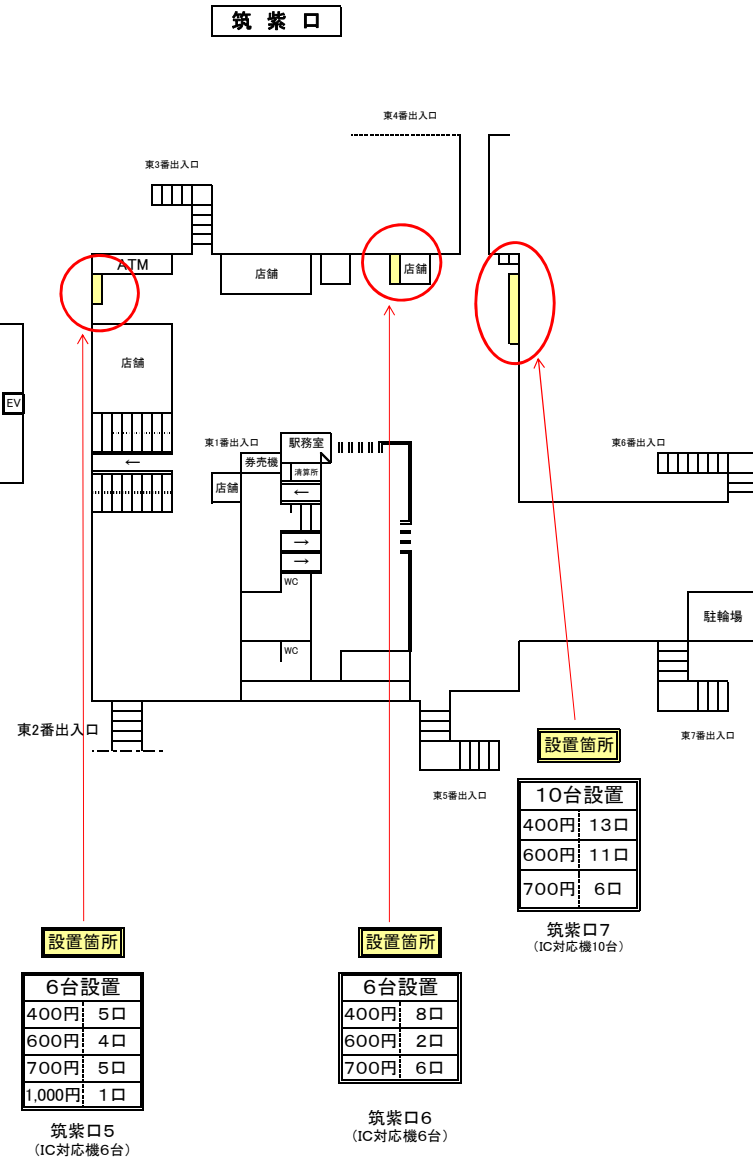 筑 紫 口
東4番出入口
東3番出入口
ATM
店舗
店舗
店舗
EV
東1番出入口
駅務室
東6番出入口
券売機
清算所
←
店舗
←
→
→
WC
WC
駐輪場
東2番出入口
東7番出入口
東5番出入口
設置箇所
10台設置
400円 13口
600円 11口
700円 6口
筑紫口7
(IC対応機10台)
設置箇所
6台設置
400円 5口
600円 4口
700円 5口
1,000円 1口
筑紫口5
(IC対応機6台)
設置箇所
6台設置
400円 8口
600円 2口
700円 6口
筑紫口6
(IC対応機6台)